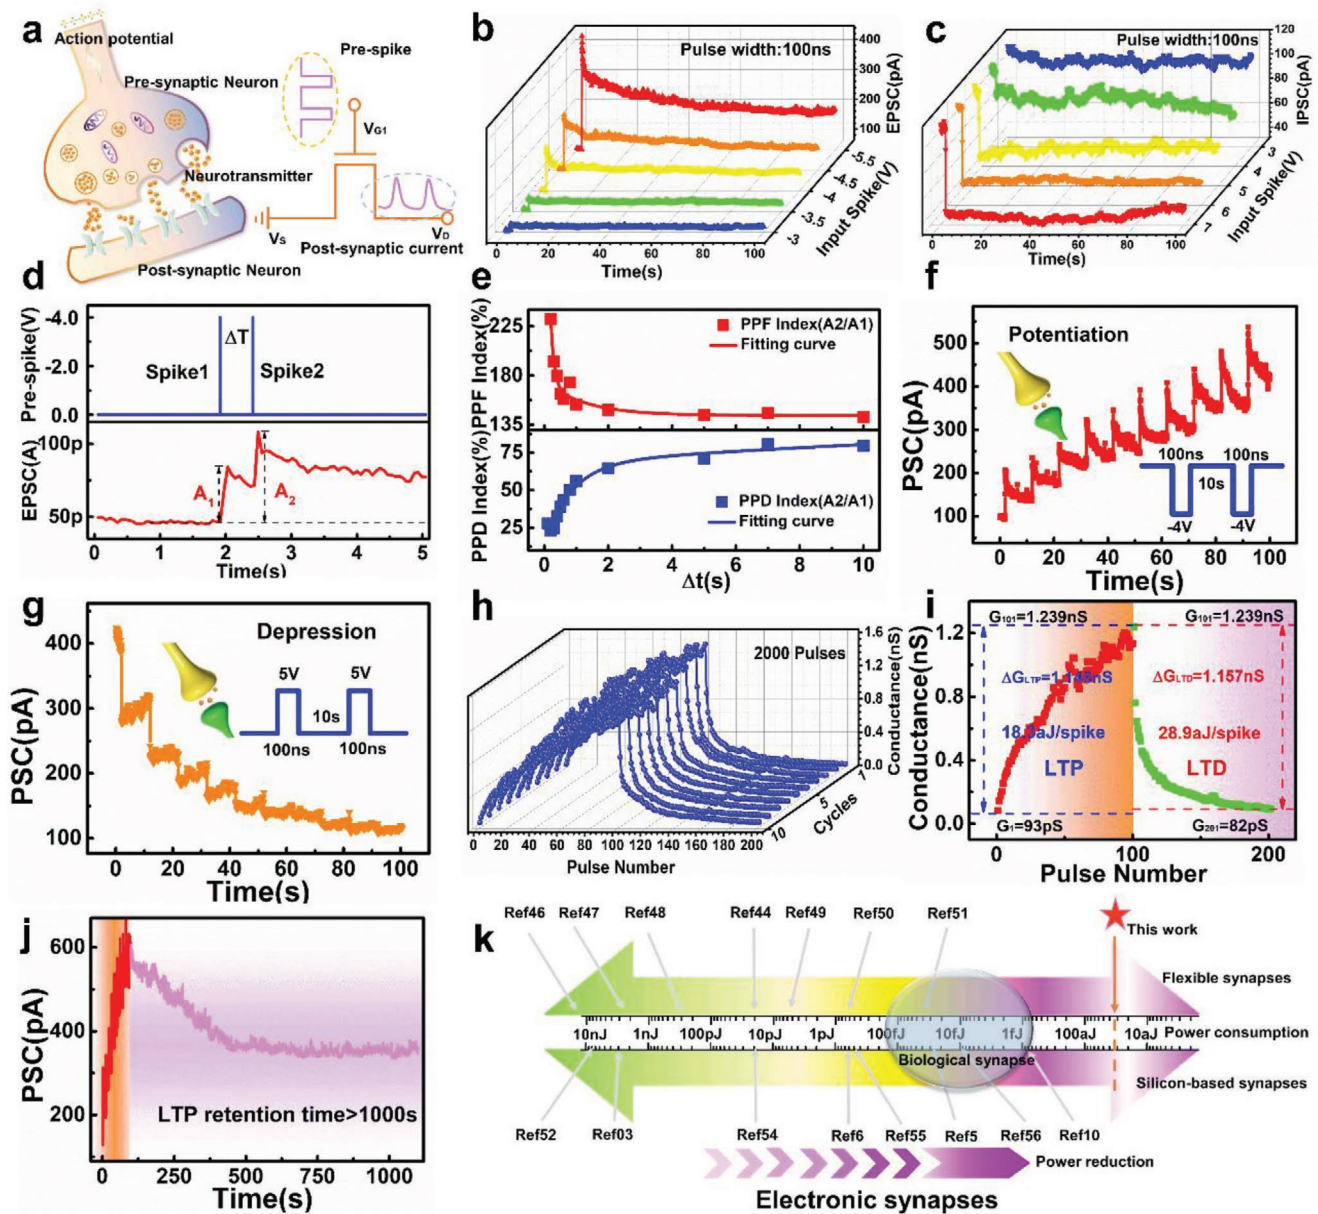 a
Action potential
Pre-spike
Pre-synaptic Neuron
VG1
Neurotransmitter
VS
VD
Post-synaptic current
Post-synaptic Neuron
b
Pulse width:100ns
400
300
200
100
EPSC(pA)
-5.5
-4.5
-4
-3.5
-3
Input Spike(V)
0 20 40 60 80 100
Time(s)
c
Pulse width:100ns
120
100
80
60
40
IPSC(pA)
3
4
5
6
7
Input Spike(V)
0 20 40 60 80 100
Time(s)
d
Pre-spike(V)
-4.0
-2.0
0.0
ΔT
Spike1
Spike2
EPSC(A)
100p
50p
A1
A2
0 1 2 3 4 5
Time(s)
e
PPF Index(%)
225
180
135
PPF Index(A2/A1)
Fitting curve
PPD Index(%)
75
50
25
PPD Index(A2/A1)
Fitting curve
0 2 4 6 8 10
Δt(s)
f
Potentiation
PSC(pA)
500
400
300
200
100
100ns 100ns
10s
-4V -4V
0 20 40 60 80 100
Time(s)
g
Depression
PSC(pA)
400
300
200
100
5V 5V
10s
100ns 100ns
0 20 40 60 80 100
Time(s)
h
2000 Pulses
1.6
1.2
0.8
0.4
0.0
Conductance(nS)
1
5
10
Cycles
0 20 40 60 80 100 120 140 160 180 200
Pulse Number
i
Conductance(nS)
1.2
0.8
0.4
0.0
G101=1.239nS
G101=1.239nS
ΔGLTP=1.146nS
ΔGLTD=1.157nS
18.3aJ/spike
28.9aJ/spike
LTP
LTD
G1=93pS
G201=82pS
0 100 200
Pulse Number
j
PSC(pA)
600
400
200
LTP retention time>1000s
0 250 500 750 1000
Time(s)
k
Ref46 Ref47 Ref48 Ref44 Ref49 Ref50 Ref51
This work
Flexible synapses
10nJ 1nJ 100pJ 10pJ 1pJ 100fJ 10fJ 1fJ 100aJ 10aJ
Power consumption
Biological synapse
Silicon-based synapses
Ref52 Ref03 Ref54 Ref6 Ref55 Ref5 Ref56 Ref10
Power reduction
Electronic synapses